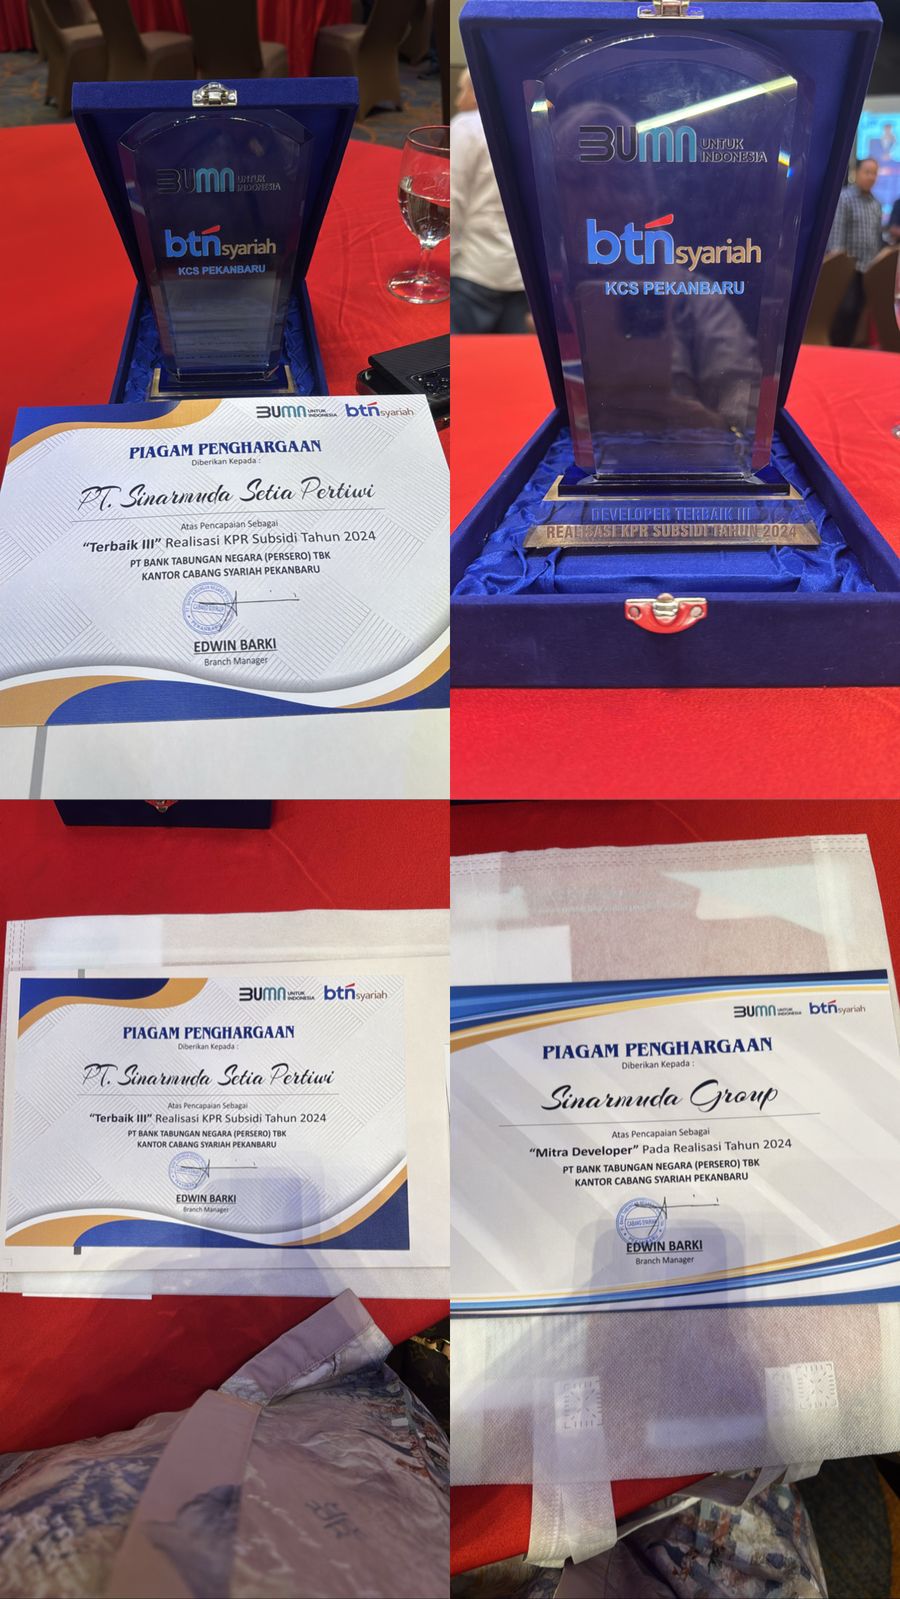 BUMN UNTUK INDONESIA
btn syariah
KCS PEKANBARU
BUMN UNTUK INDONESIA btn syariah
PIAGAM PENGHARGAAN
Diberikan Kepada :
PT. Sinarmuda Setia Pertiwi
Atas Pencapaian Sebagai
"Terbaik III" Realisasi KPR Subsidi Tahun 2024
PT BANK TABUNGAN NEGARA (PERSERO) TBK
KANTOR CABANG SYARIAH PEKANBARU
CABANG SYARIAH
PEKANBARU
EDWIN BARKI
Branch Manager
BUMN UNTUK INDONESIA
btn syariah
KCS PEKANBARU
DEVELOPER TERBAIK III
REALISASI KPR SUBSIDI TAHUN 2024
BUMN UNTUK INDONESIA btn syariah
PIAGAM PENGHARGAAN
Diberikan Kepada :
PT. Sinarmuda Setia Pertiwi
Atas Pencapaian Sebagai
"Terbaik III" Realisasi KPR Subsidi Tahun 2024
PT BANK TABUNGAN NEGARA (PERSERO) TBK
KANTOR CABANG SYARIAH PEKANBARU
EDWIN BARKI
Branch Manager
BUMN UNTUK INDONESIA btn syariah
PIAGAM PENGHARGAAN
Diberikan Kepada :
Sinarmuda Group
Atas Pencapaian Sebagai
"Mitra Developer" Pada Realisasi Tahun 2024
PT BANK TABUNGAN NEGARA (PERSERO) TBK
KANTOR CABANG SYARIAH PEKANBARU
CABANG SYARIAH
EDWIN BARKI
Branch Manager